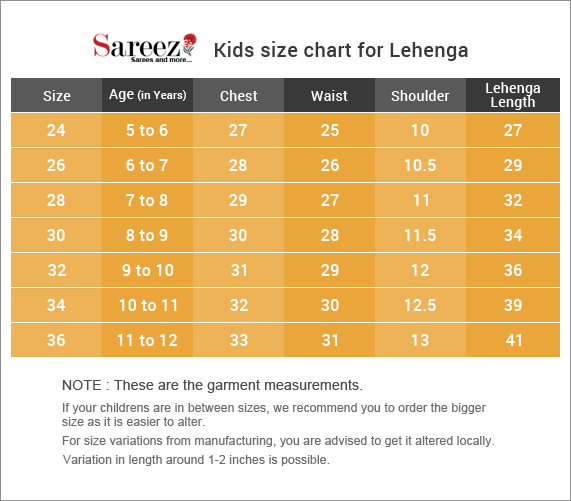 Sareez
Sarees and more...
Kids size chart for Lehenga
Size Age (in Years) Chest Waist Shoulder Lehenga Length
24 5 to 6 27 25 10 27
26 6 to 7 28 26 10.5 29
28 7 to 8 29 27 11 32
30 8 to 9 30 28 11.5 34
32 9 to 10 31 29 12 36
34 10 to 11 32 30 12.5 39
36 11 to 12 33 31 13 41
NOTE : These are the garment measurements.
If your childrens are in between sizes, we recommend you to order the bigger
size as it is easier to alter.
For size variations from manufacturing, you are advised to get it altered locally.
Variation in length around 1-2 inches is possible.